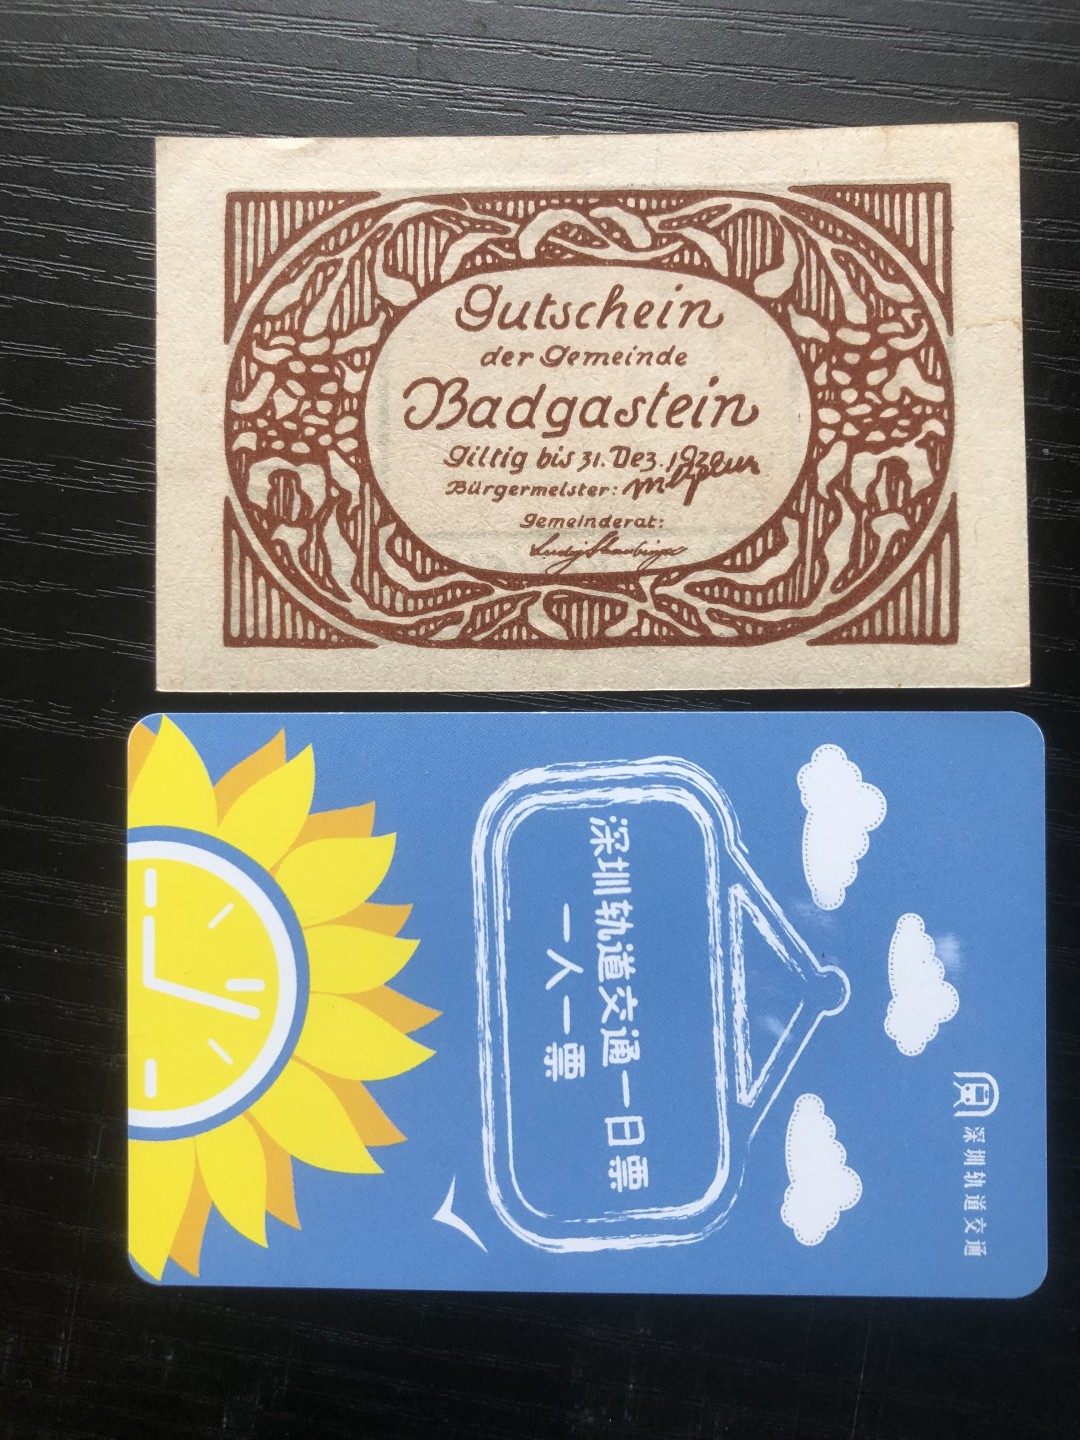 Gutschein
der Gemeinde
Badgastein
Giltig bis 31. Dez. 1920
Bürgermeister:
Gemeinderat:
深圳轨道交通
深圳轨道交通一日票
一人一票